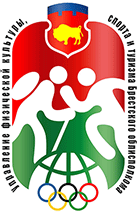 Управление физической культуры,
спорта и туризма Брестского облисполкома